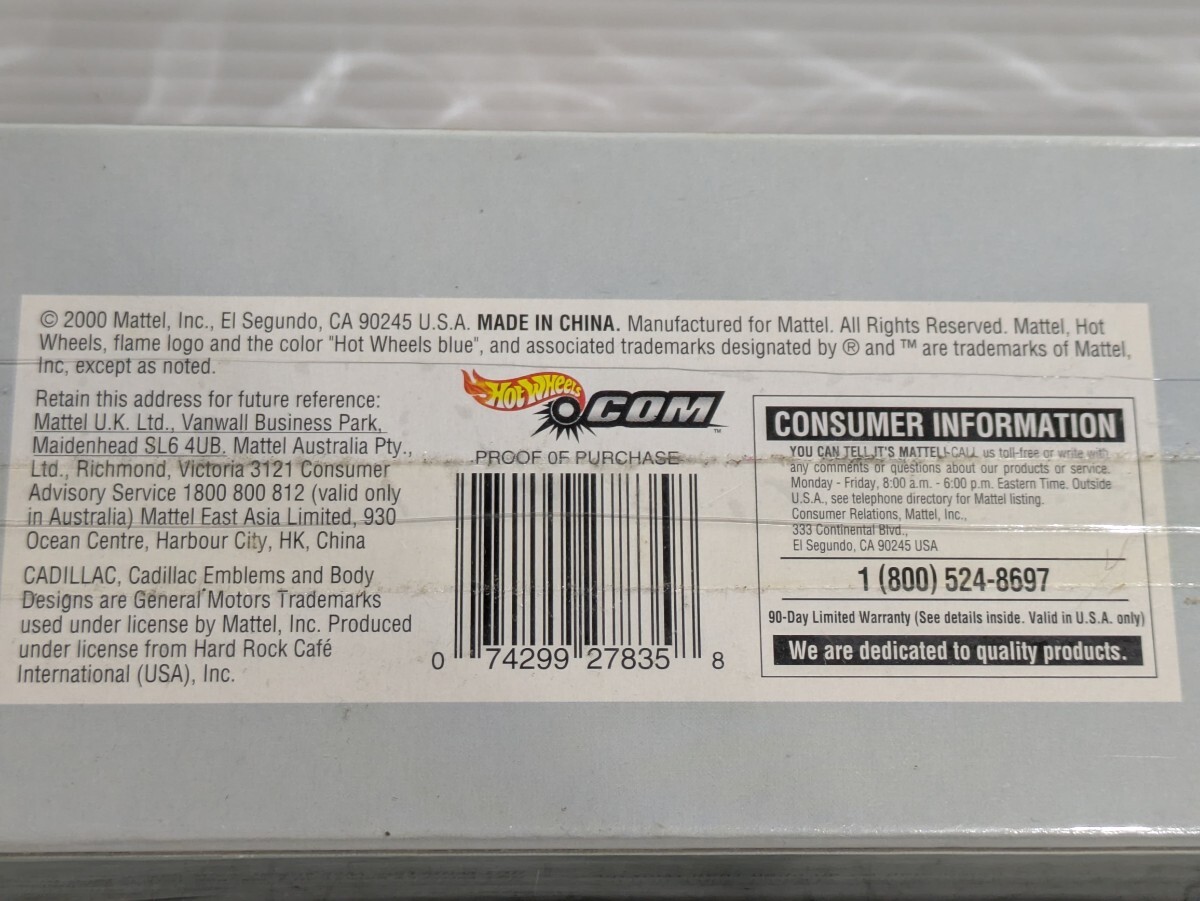 © 2000 Mattel, Inc., El Segundo, CA 90245 U.S.A. MADE IN CHINA. Manufactured for Mattel. All Rights Reserved. Mattel, Hot
Wheels, flame logo and the color "Hot Wheels blue", and associated trademarks designated by ® and ™ are trademarks of Mattel,
Inc, except as noted.
Retain this address for future reference:
Mattel U.K. Ltd., Vanwall Business Park,
Maidenhead SL6 4UB. Mattel Australia Pty.,
Ltd., Richmond, Victoria 3121 Consumer
Advisory Service 1800 800 812 (valid only
in Australia) Mattel East Asia Limited, 930
Ocean Centre, Harbour City, HK, China
CADILLAC, Cadillac Emblems and Body
Designs are General Motors Trademarks
used under license by Mattel, Inc. Produced
under license from Hard Rock Café
International (USA), Inc.
Hot Wheels .COM ™
PROOF OF PURCHASE
0 74299 27835 8
CONSUMER INFORMATION
YOU CAN TELL IT'S MATTEL!-CALL us toll-free or write with
any comments or questions about our products or service.
Monday - Friday, 8:00 a.m. - 6:00 p.m. Eastern Time. Outside
U.S.A., see telephone directory for Mattel listing.
Consumer Relations, Mattel, Inc.,
333 Continental Blvd.,
El Segundo, CA 90245 USA
1 (800) 524-8697
90-Day Limited Warranty (See details inside. Valid in U.S.A. only)
We are dedicated to quality products.